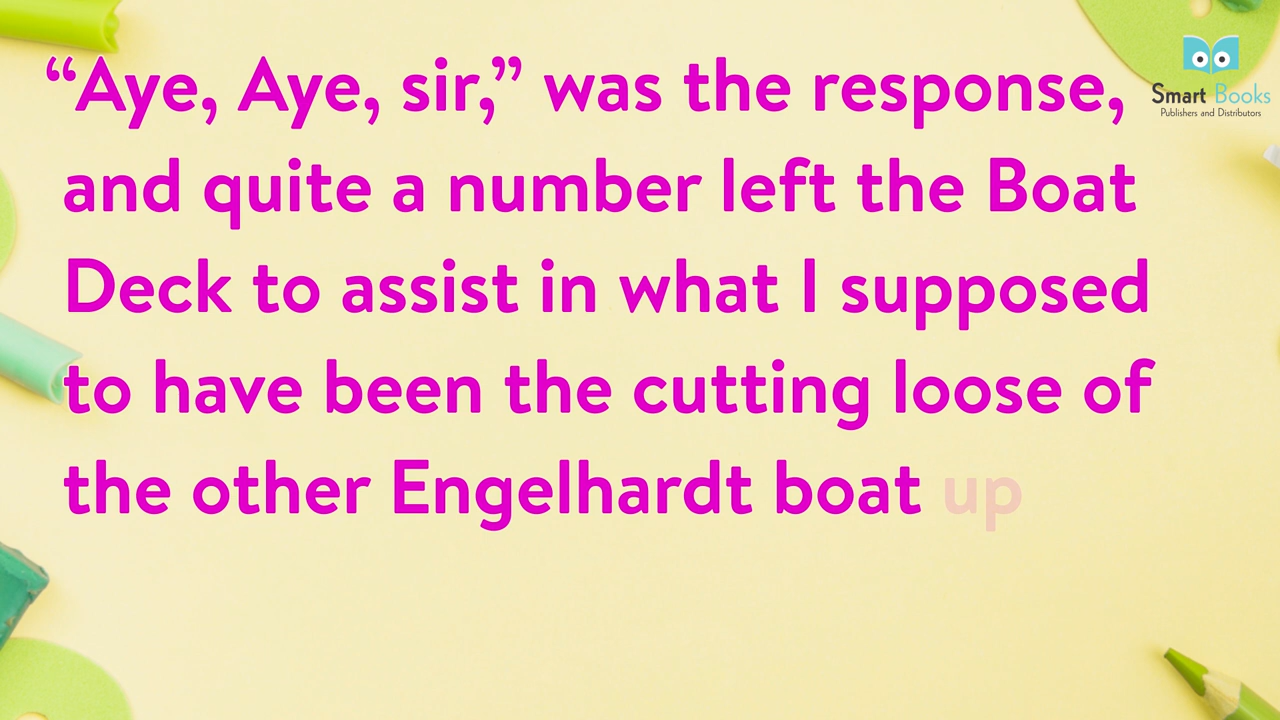 “Aye, Aye, sir,” was the response,
and quite a number left the Boat
Deck to assist in what I supposed
to have been the cutting loose of
the other Engelhardt boat up
Smart Books
Publishers and Distributors